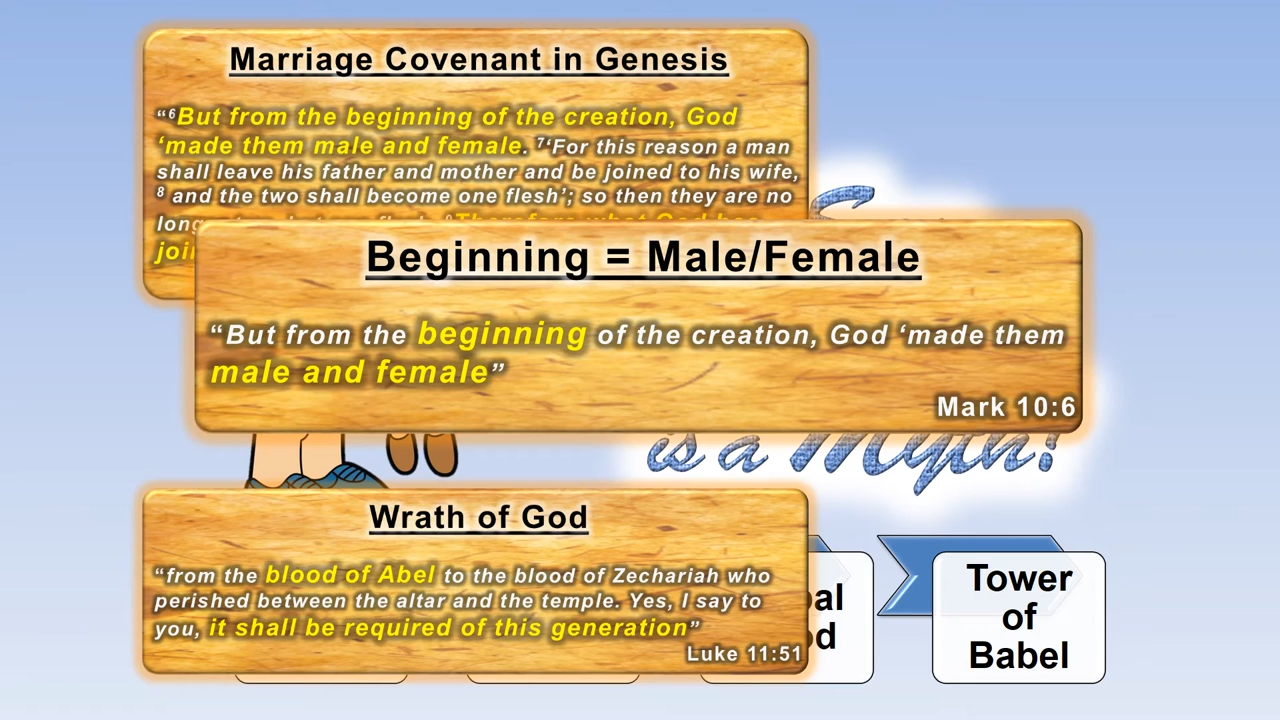 Marriage Covenant in Genesis
“⁶But from the beginning of the creation, God
‘made them male and female. ⁷‘For this reason a man
shall leave his father and mother and be joined to his wife,
⁸ and the two shall become one flesh’; so then they are no
Beginning = Male/Female
“But from the beginning of the creation, God ‘made them
male and female”
Mark 10:6
is a Myth!
Wrath of God
“from the blood of Abel to the blood of Zechariah who
perished between the altar and the temple. Yes, I say to
you, it shall be required of this generation”
Luke 11:51
Tower
of
Babel